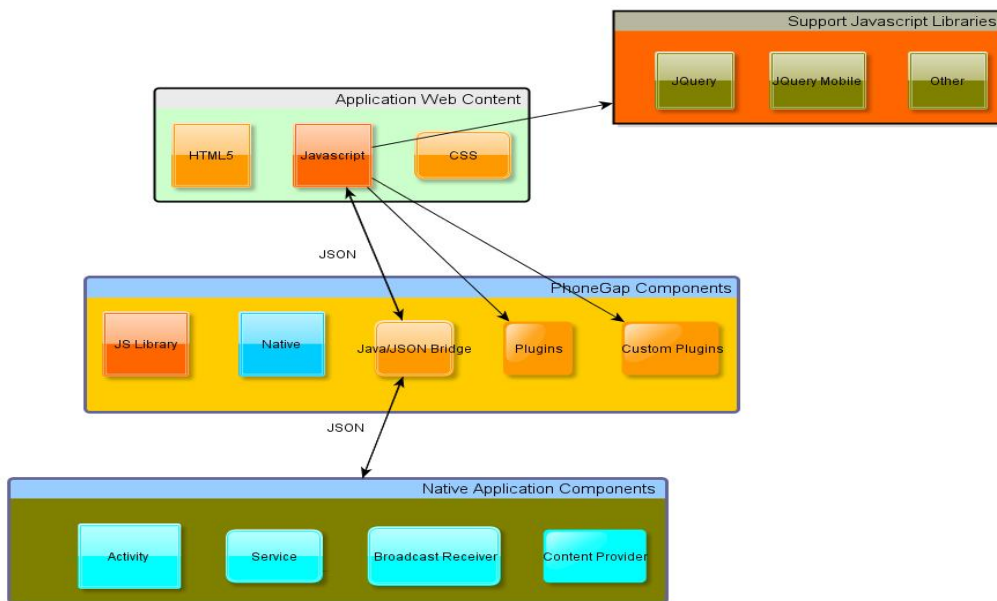 Support Javascript Libraries
JQuery
JQuery Mobile
Other
Application Web Content
HTML5
Javascript
CSS
JSON
PhoneGap Components
JS Library
Native
Java/JSON Bridge
Plugins
Custom Plugins
JSON
Native Application Components
Activity
Service
Broadcast Receiver
Content Provider